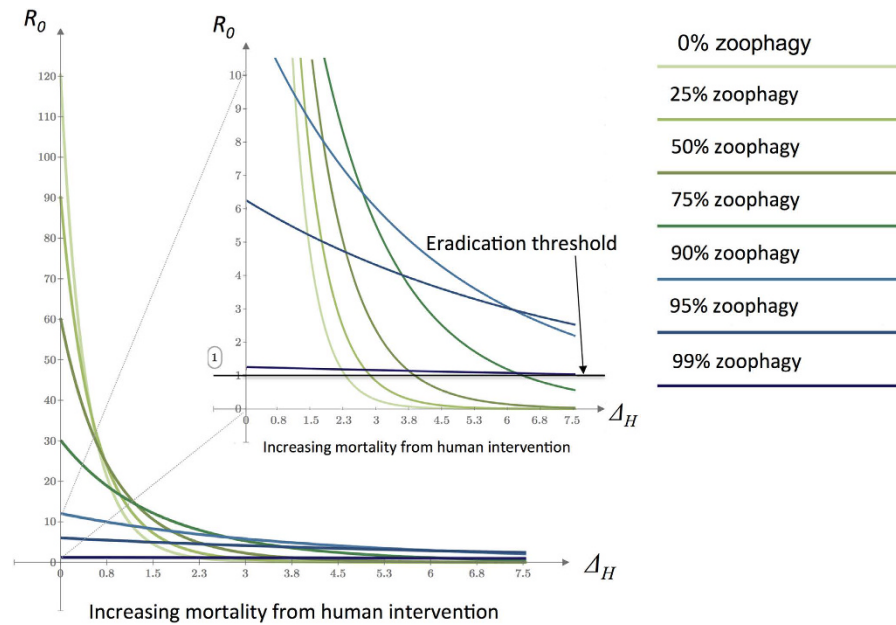 R0
120
110
100
90
80
70
60
50
40
30
20
10
0
0 0.8 1.5 2.3 3 3.8 4.5 5.3 6 6.8 7.5
ΔH
Increasing mortality from human intervention
R0
10
9
8
7
6
5
4
3
2
1
1
0
0 0.8 1.5 2.3 3 3.8 4.5 5.3 6 6.8 7.5
ΔH
Increasing mortality from human intervention
Eradication threshold
0% zoophagy
25% zoophagy
50% zoophagy
75% zoophagy
90% zoophagy
95% zoophagy
99% zoophagy